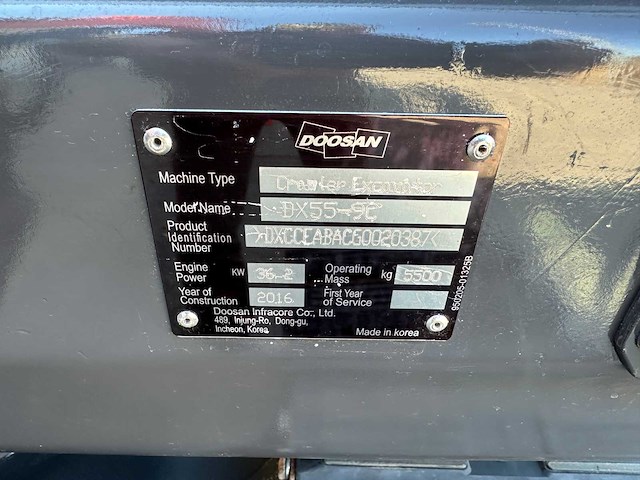 DOOSAN
Machine Type Crawler Excavator
Model Name DX55-9C
Product Identification Number
Engine Power KW 36.2 Operating Mass kg 5500
Year of Construction 2016 First Year of Service
Doosan Infracore Co., Ltd.
489, Injung-Ro, Dong-gu,
Incheon, Korea Made in korea
950205-01325B